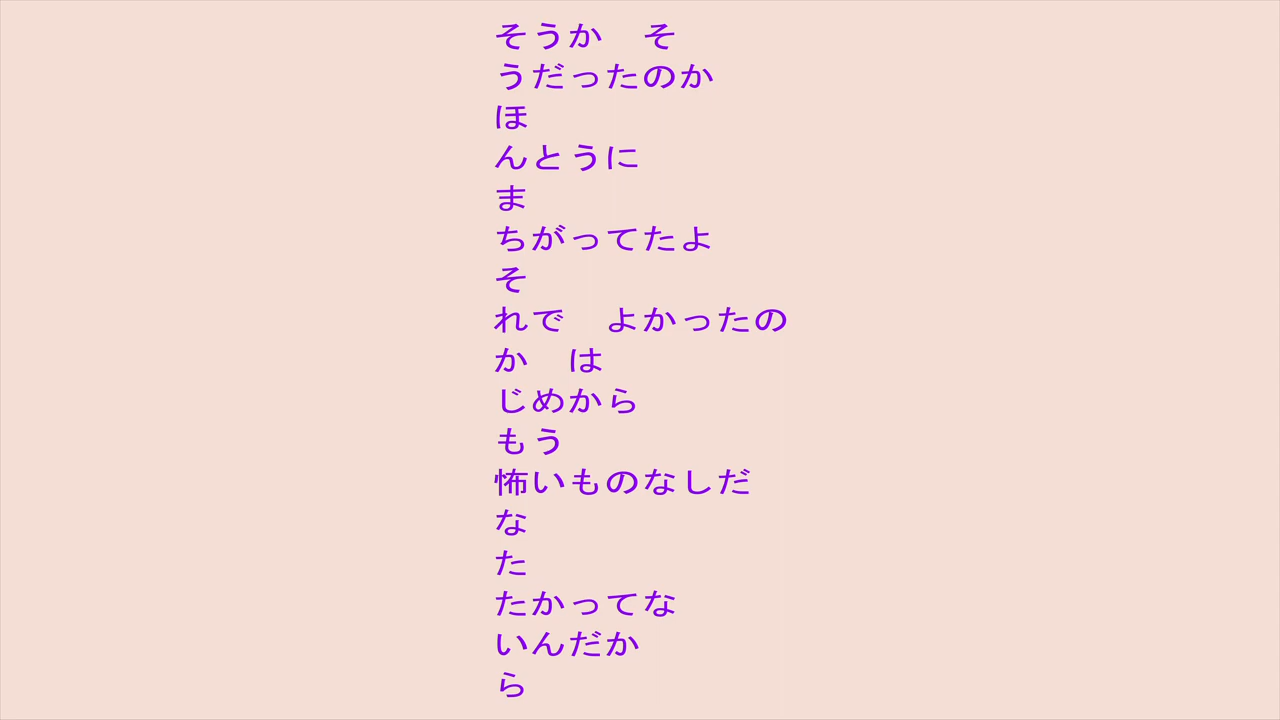 そうか　そ
うだったのか
ほ
んとうに
ま
ちがってたよ
そ
れで　よかったの
か　は
じめから
もう
怖いものなしだ
な
た
たかってな
いんだか
ら